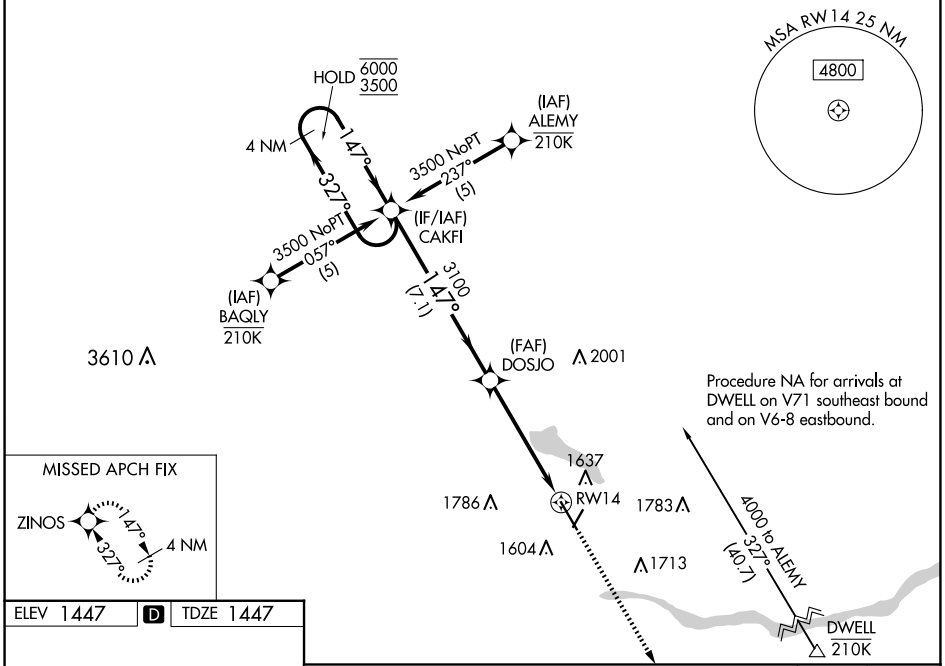 MSA RW14 25 NM
4800
HOLD 6000
3500
4 NM
147°
327°
(IAF)
ALEMY
210K
3500 NoPT
237°
(5)
(IF/IAF)
CAKFI
3500 NoPT
057°
(5)
(IAF)
BAQLY
210K
3100
147°
(7.1)
3610
(FAF)
DOSJO
2001
Procedure NA for arrivals at
DWELL on V71 southeast bound
and on V6-8 eastbound.
1637
RW14
1786
1783
1604
1713
4000 to ALEMY
327°
(40.7)
DWELL
210K
MISSED APCH FIX
ZINOS
147°
327°
4 NM
ELEV 1447 D TDZE 1447